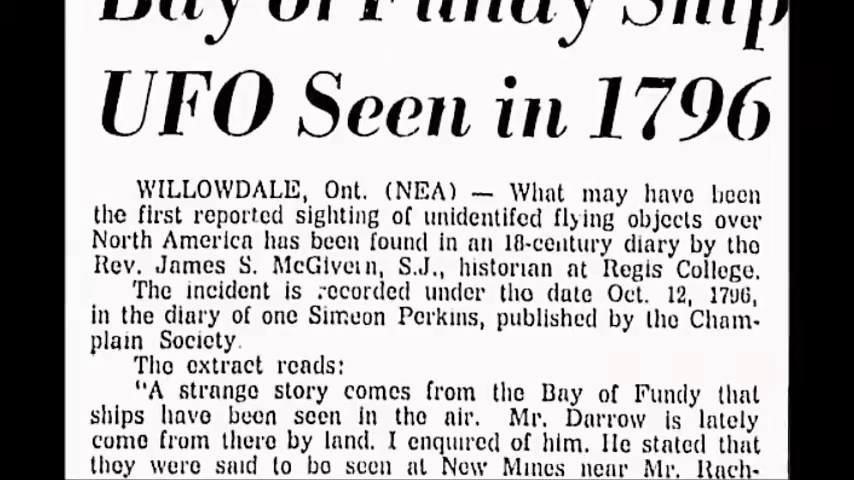 Bay of Fundy Ship
UFO Seen in 1796
WILLOWDALE, Ont. (NEA) — What may have been
the first reported sighting of unidentifed flying objects over
North America has been found in an 18-century diary by the
Rev. James S. McGivern, S.J., historian at Regis College.
The incident is recorded under the date Oct. 12, 1796,
in the diary of one Simeon Perkins, published by the Cham-
plain Society.
The extract reads:
"A strange story comes from the Bay of Fundy that
ships have been seen in the air. Mr. Darrow is lately
come from there by land. I enquired of him. He stated that
they were said to be seen at New Mines near Mr. Rach-